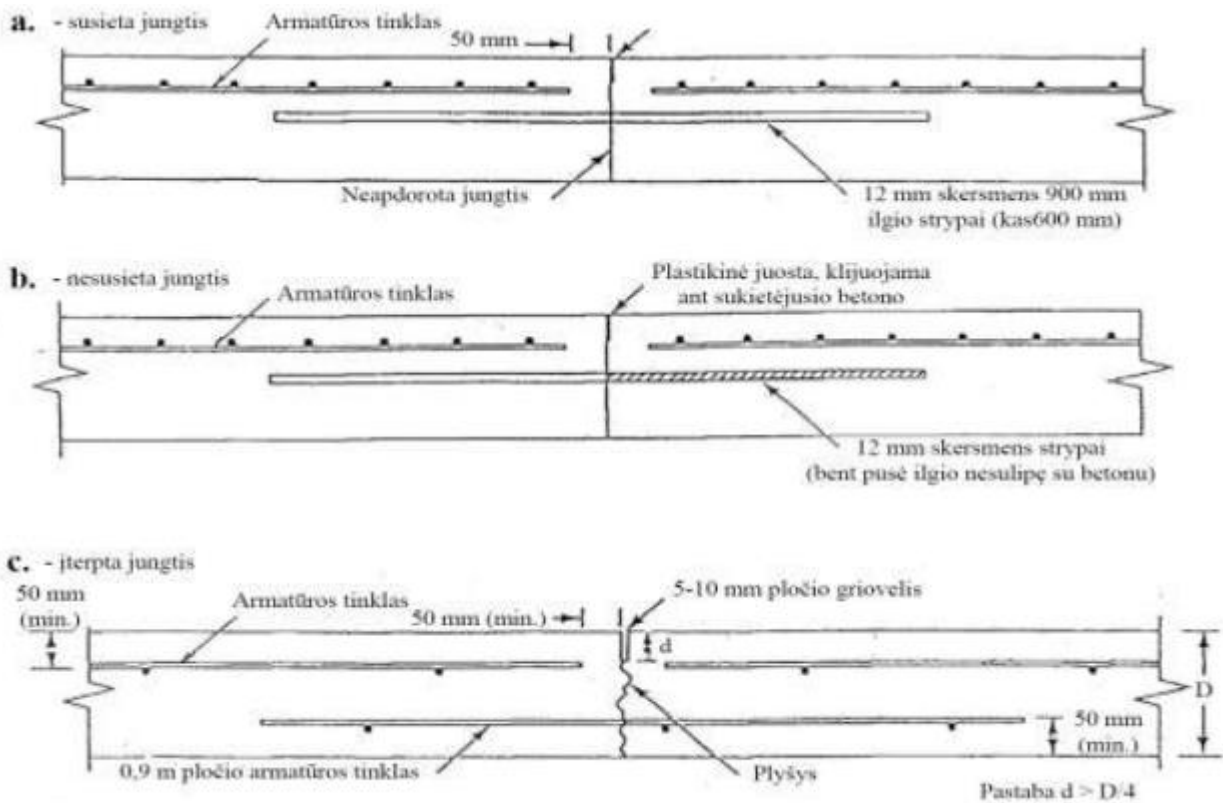 a. - susieta jungtis
Armatūros tinklas
50 mm
Neapdorota jungtis
12 mm skersmens 900 mm
ilgio strypai (kas600 mm)
b. - nesusieta jungtis
Armatūros tinklas
Plastikinė juosta, klijuojama
ant sukietėjusio betono
12 mm skersmens strypai
(bent pusė ilgio nesulipę su betonu)
c. - įterpta jungtis
50 mm
(min.)
Armatūros tinklas
50 mm (min.)
5-10 mm pločio griovelis
d
D
50 mm
(min.)
0,9 m pločio armatūros tinklas
Plyšys
Pastaba d > D/4